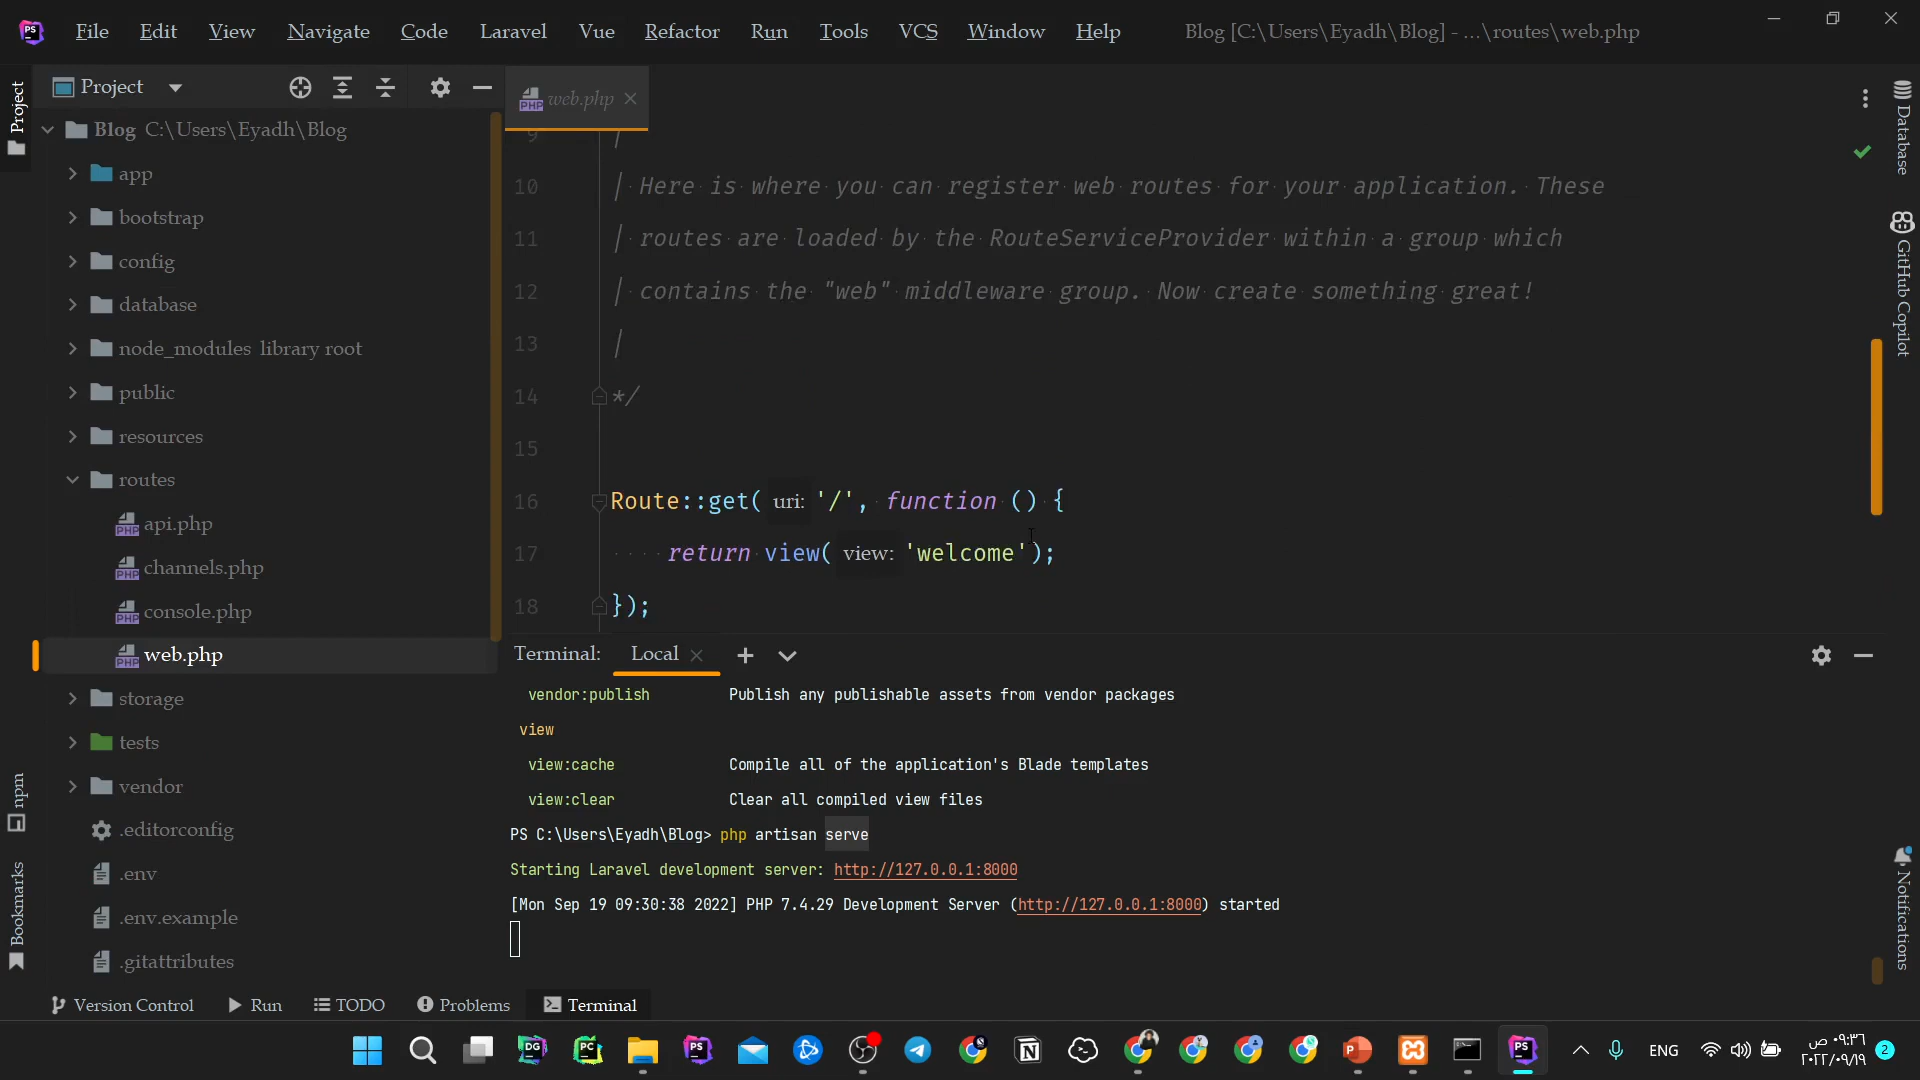 File Edit View Navigate Code Laravel Vue Refactor Run Tools VCS Window Help Blog [C:\Users\Eyadh\Blog] - ...\routes\web.php
Project
Project
web.php
Blog C:\Users\Eyadh\Blog
app
bootstrap
config
database
node_modules library root
public
resources
routes
api.php
channels.php
console.php
web.php
storage
tests
vendor
.editorconfig
.env
.env.example
.gitattributes
npm
Bookmarks
9 |
10 | Here is where you can register web routes for your application. These
11 | routes are loaded by the RouteServiceProvider within a group which
12 | contains the "web" middleware group. Now create something great!
13 |
14 */
15
16 Route::get( uri: '/', function () {
17 return view( view: 'welcome');
18 });
Database
GitHub Copilot
Notifications
Terminal: Local
vendor:publish Publish any publishable assets from vendor packages
view
view:cache Compile all of the application's Blade templates
view:clear Clear all compiled view files
PS C:\Users\Eyadh\Blog> php artisan serve
Starting Laravel development server: http://127.0.0.1:8000
[Mon Sep 19 09:30:38 2022] PHP 7.4.29 Development Server (http://127.0.0.1:8000) started
Version Control Run TODO Problems Terminal
ENG
٠٩:٣٦ ص
٢٠٢٢/٠٩/١٩
2